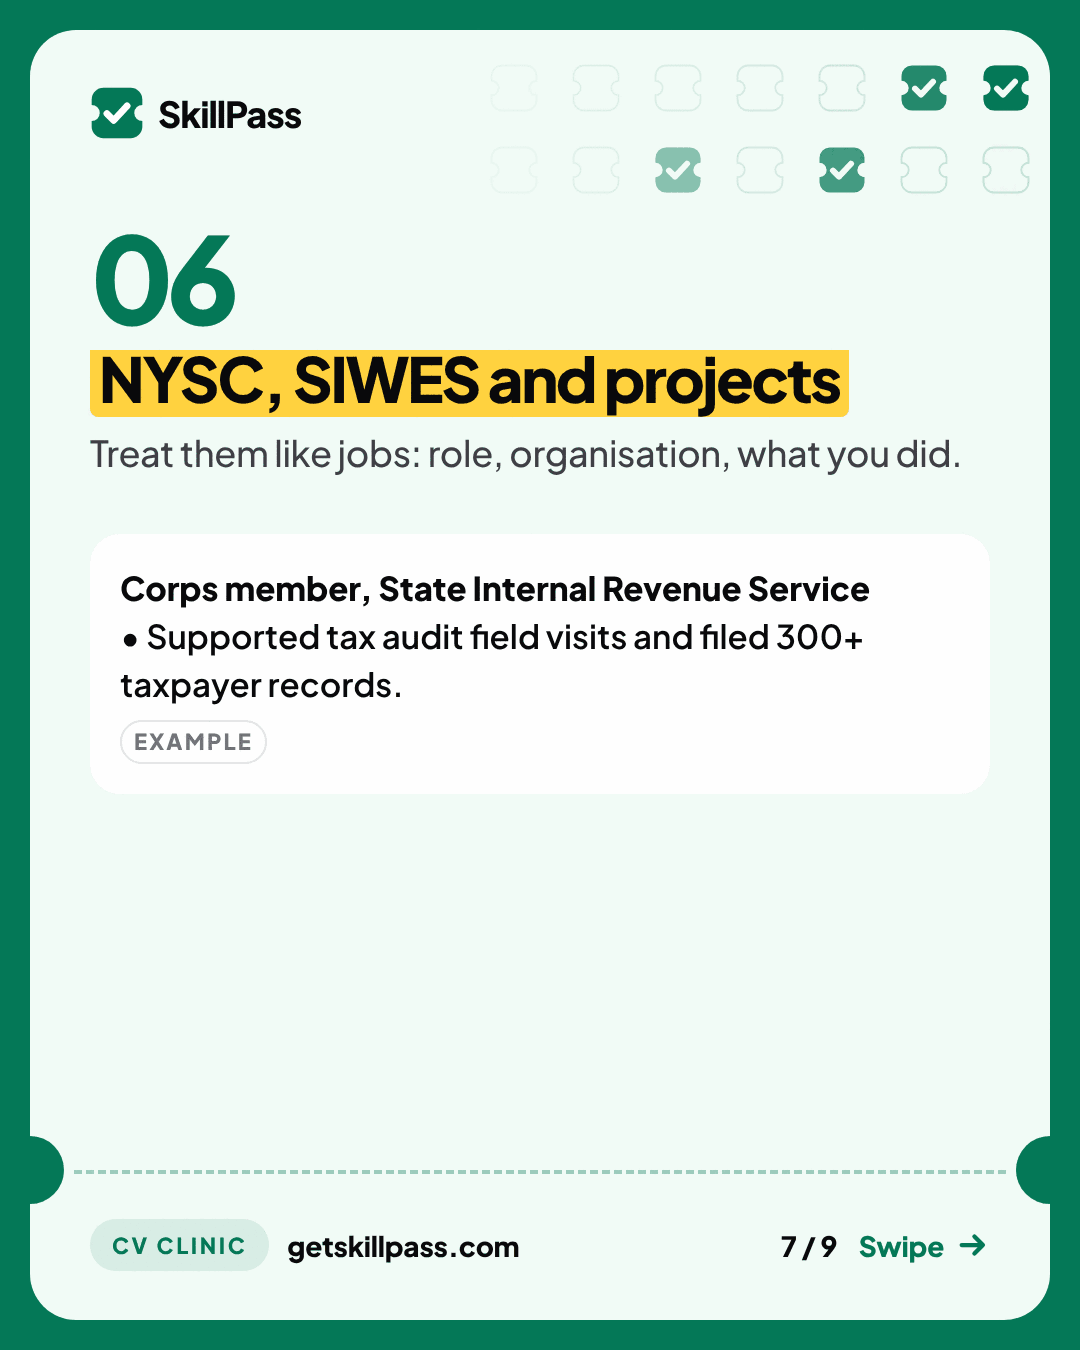 SkillPass
06
NYSC, SIWES and projects
Treat them like jobs: role, organisation, what you did.
Corps member, State Internal Revenue Service
• Supported tax audit field visits and filed 300+
taxpayer records.
EXAMPLE
CV CLINIC getskillpass.com 7 / 9 Swipe →